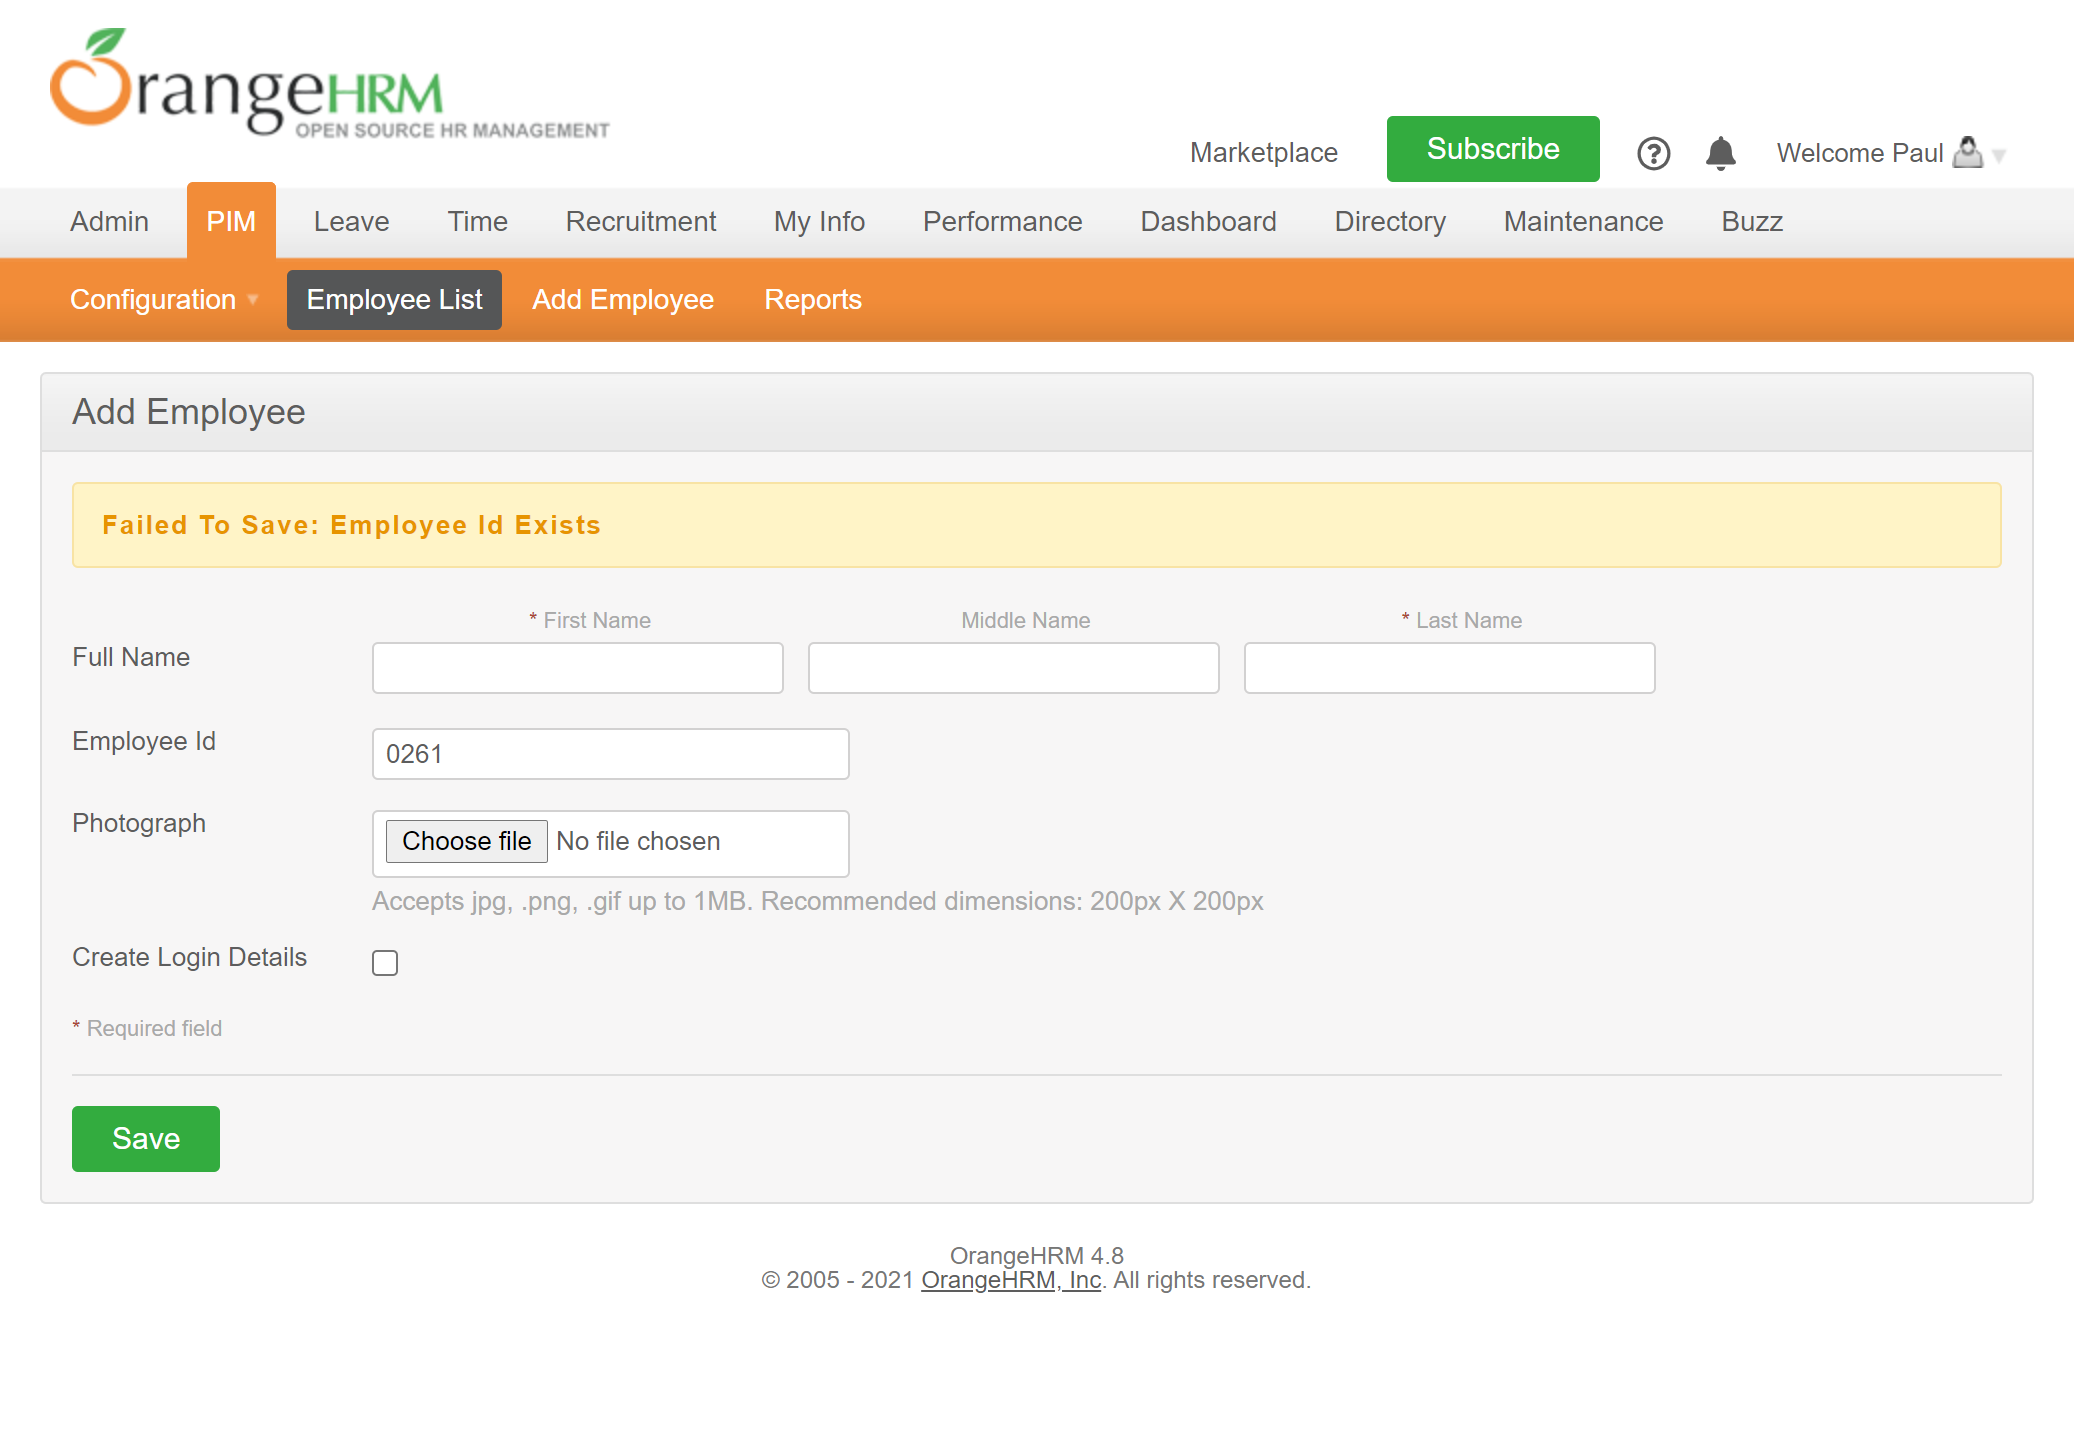 OrangeHRM
OPEN SOURCE HR MANAGEMENT
Marketplace Subscribe ? Welcome Paul
Admin PIM Leave Time Recruitment My Info Performance Dashboard Directory Maintenance Buzz
Configuration Employee List Add Employee Reports
Add Employee
Failed To Save: Employee Id Exists
* First Name Middle Name * Last Name
Full Name
Employee Id 0261
Photograph Choose file No file chosen
Accepts jpg, .png, .gif up to 1MB. Recommended dimensions: 200px X 200px
Create Login Details
* Required field
Save
OrangeHRM 4.8
© 2005 - 2021 OrangeHRM, Inc. All rights reserved.